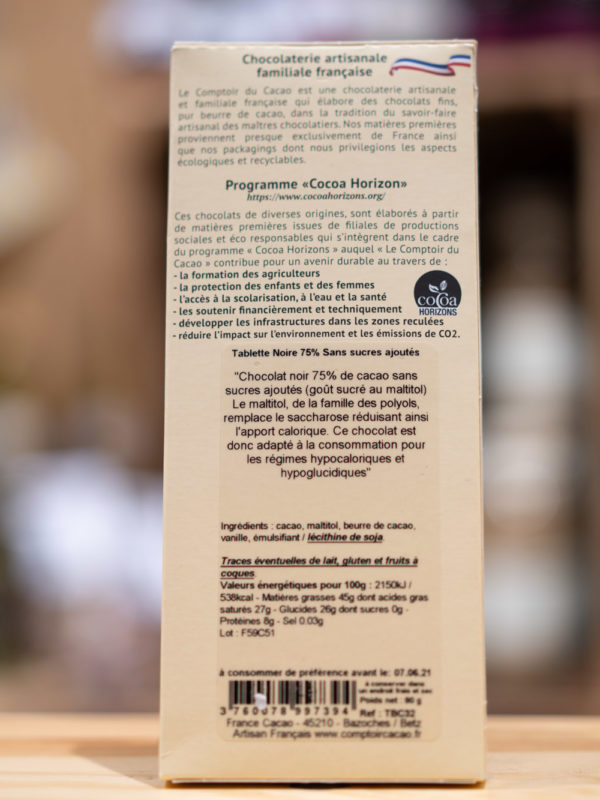 Chocolaterie artisanale
familiale française
Le Comptoir du Cacao est une chocolaterie artisanale
et familiale française qui élabore des chocolats fins,
pur beurre de cacao, dans la tradition du savoir-faire
artisanal des maîtres chocolatiers. Nos matières premières
proviennent presque exclusivement de France ainsi
que nos packagings dont nous privilegions les aspects
écologiques et recyclables.
Programme «Cocoa Horizon»
https://www.cocoahorizons.org/
Ces chocolats de diverses origines, sont élaborés à partir
de matières premières issues de filiales de productions
sociales et éco responsables qui s'intègrent dans le cadre
du programme « Cocoa Horizons » auquel « Le Comptoir du
Cacao » contribue pour un avenir durable au travers de :
- la formation des agriculteurs
- la protection des enfants et des femmes
- l'accès à la scolarisation, à l'eau et la santé
- les soutenir financièrement et techniquement
- développer les infrastructures dans les zones reculées
- réduire l'impact sur l'environnement et les émissions de CO2.
cocoa
HORIZONS
Tablette Noire 75% Sans sucres ajoutés
"Chocolat noir 75% de cacao sans
sucres ajoutés (goût sucré au maltitol)
Le maltitol, de la famille des polyols,
remplace le saccharose réduisant ainsi
l'apport calorique. Ce chocolat est
donc adapté à la consommation pour
les régimes hypocaloriques et
hypoglucidiques"
Ingrédients : cacao, maltitol, beurre de cacao,
vanille, émulsifiant / lécithine de soja.
Traces éventuelles de lait, gluten et fruits à
coques.
Valeurs énergétiques pour 100g : 2150kJ /
538kcal - Matières grasses 45g dont acides gras
saturés 27g - Glucides 26g dont sucres 0g -
Protéines 8g - Sel 0.03g
Lot : F59C51
à consommer de préférence avant le: 07.06.21
à conserver dans
un endroit frais et sec
Poids net : 90 g
3 760078 997394
Ref : TBC32
France Cacao - 45210 - Bazoches / Betz
Artisan Français www.comptoircacao.fr